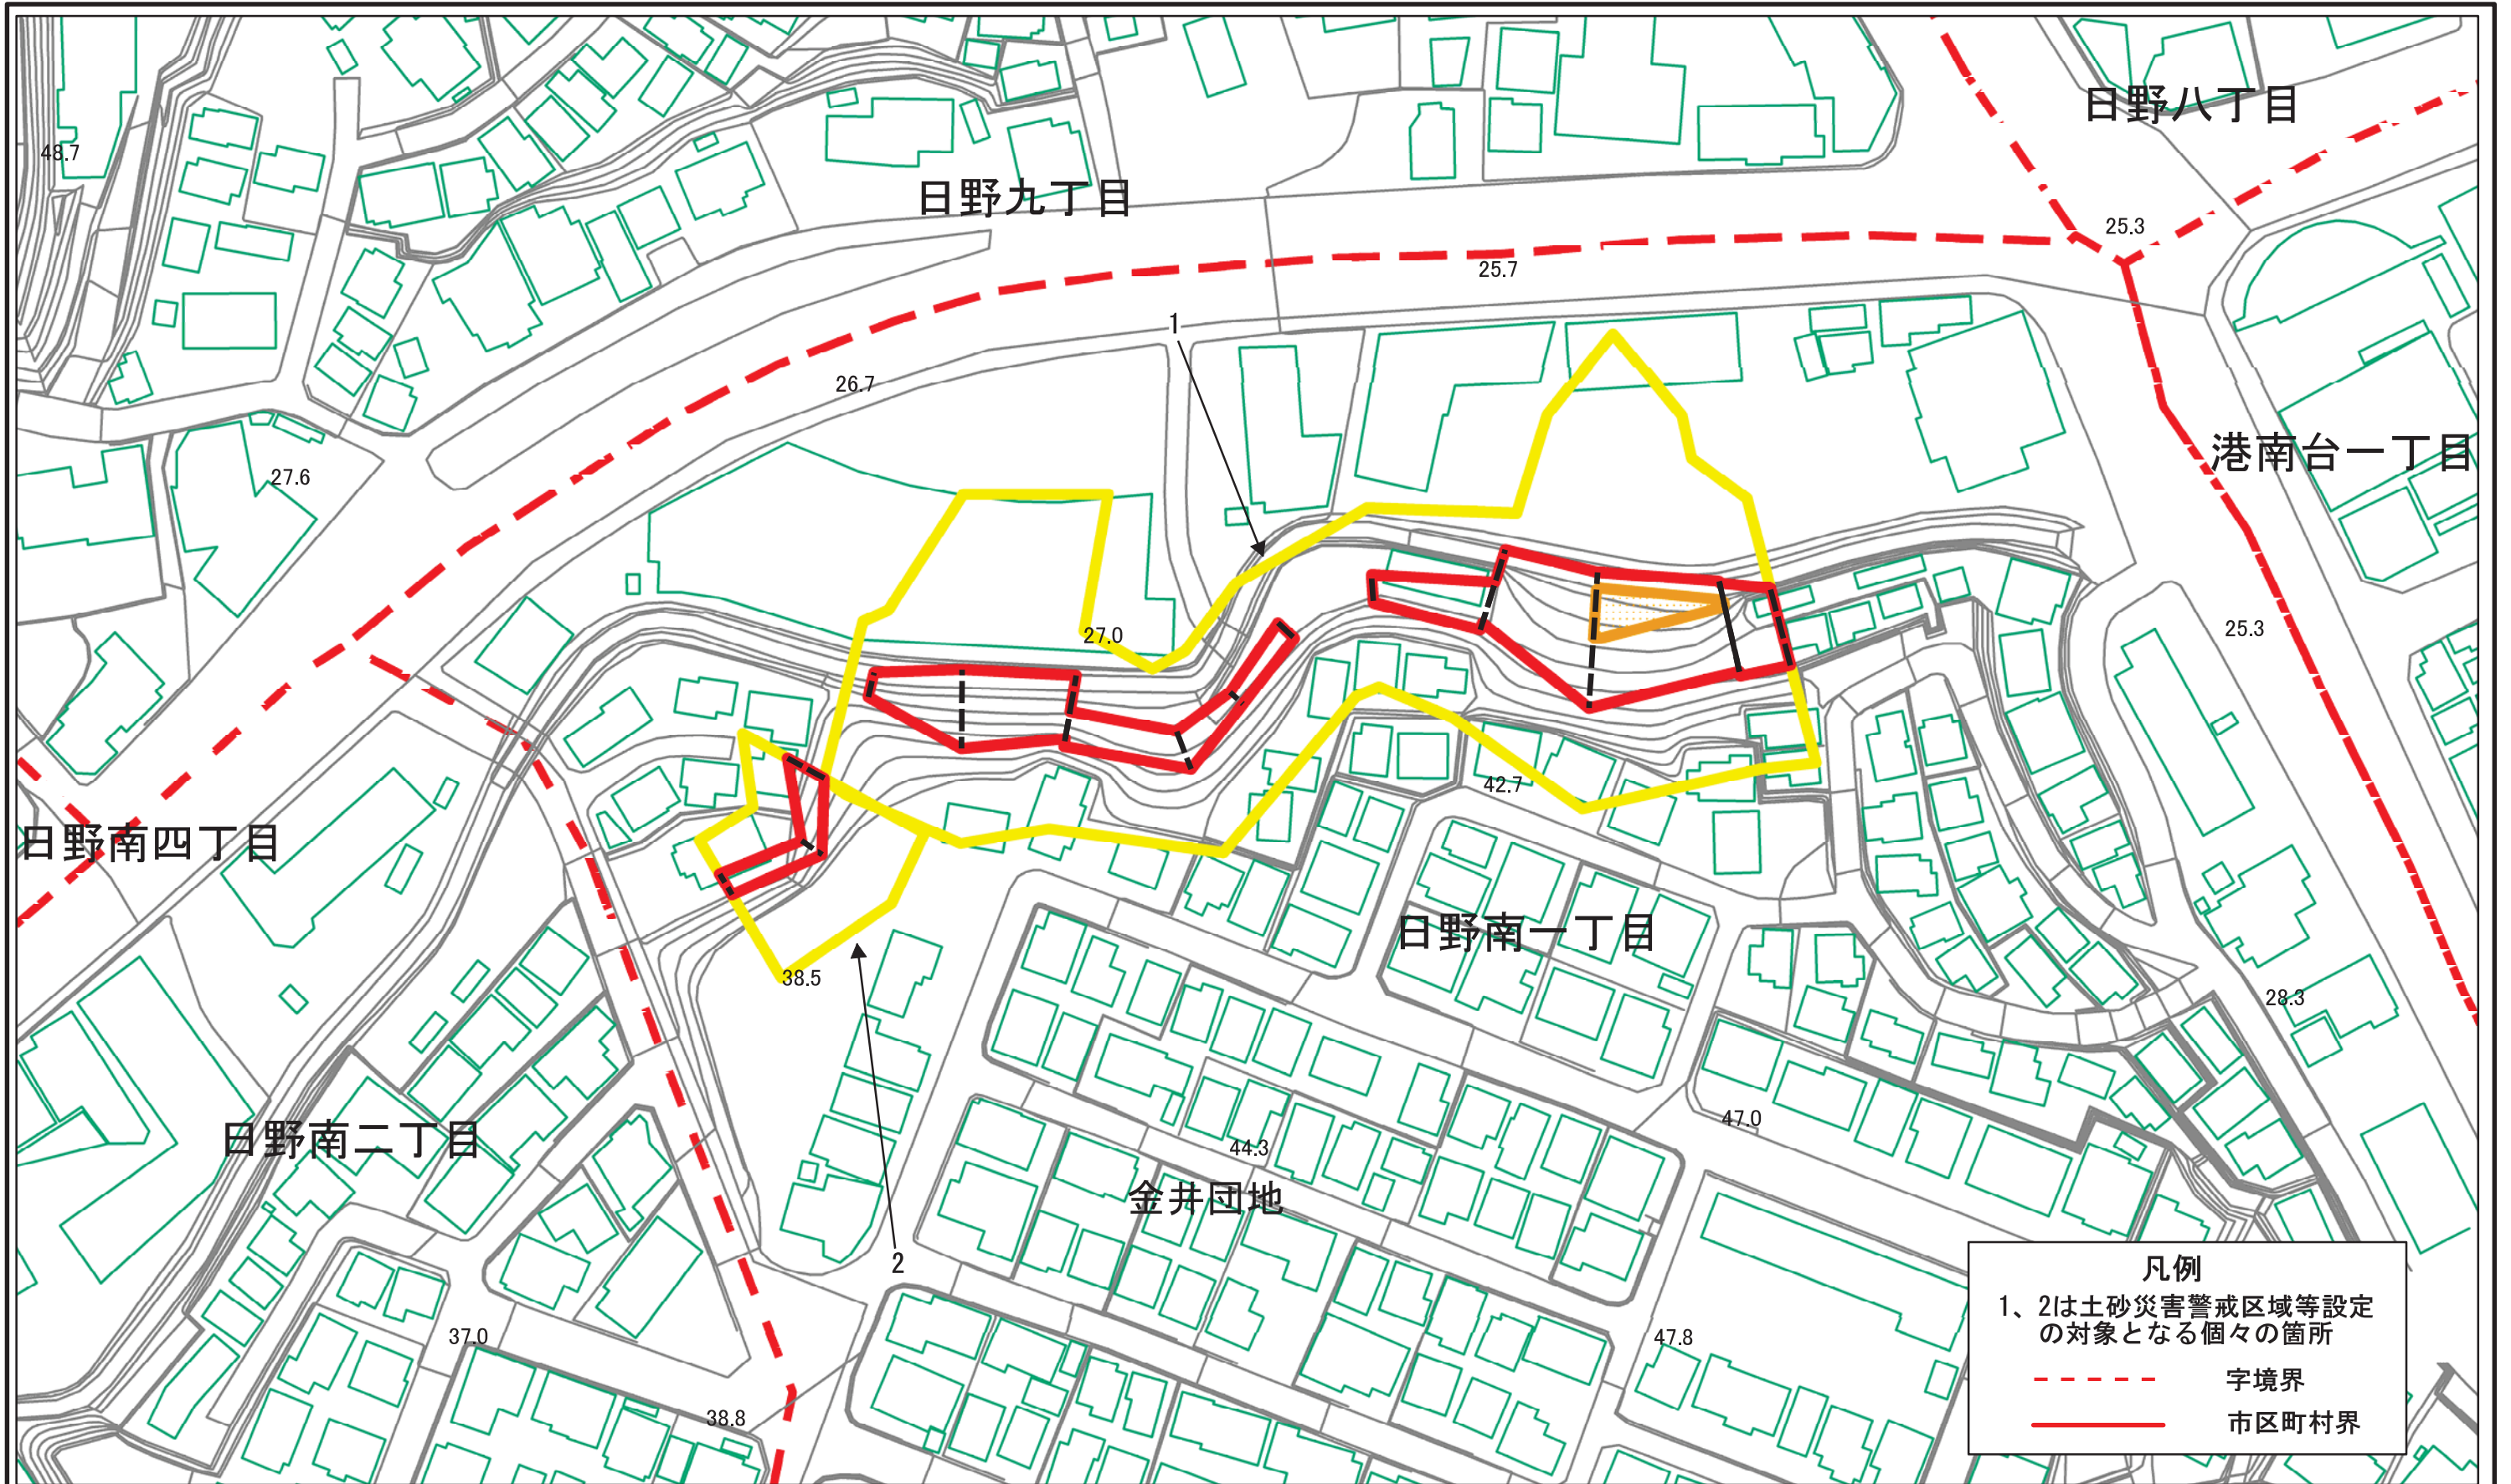 日野八丁目
48.7
日野九丁目
25.3
25.7
1
26.7
港南台一丁目
27.6
27.0
25.3
42.7
日野南四丁目
日野南一丁目
38.5
28.3
47.0
日野南二丁目
44.3
金井団地
2
37.0
47.8
38.8
凡例
1、2は土砂災害警戒区域等設定
の対象となる個々の箇所
字境界
市区町村界